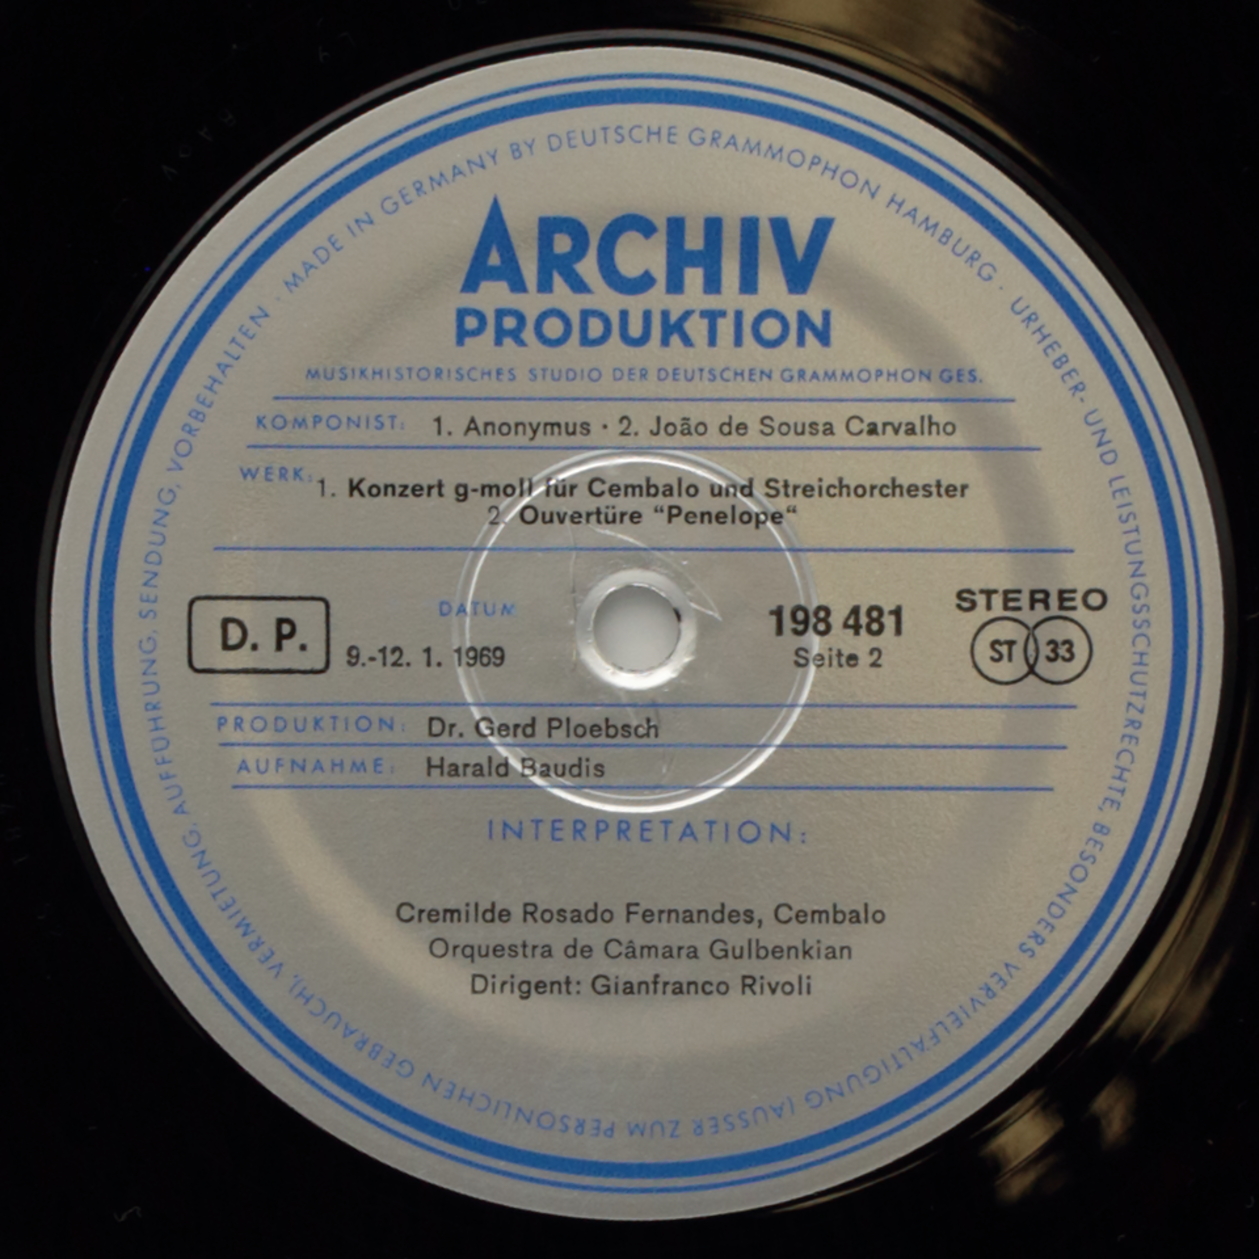 MADE IN GERMANY BY DEUTSCHE GRAMMOPHON HAMBURG · URHEBER- UND LEISTUNGSSCHUTZRECHTE, BESONDERS VERVIELFÄLTIGUNG (AUSSER ZUM PERSÖNLICHEN GEBRAUCH), VERMIETUNG, AUFFÜHRUNG, SENDUNG, VORBEHALTEN ·
ARCHIV
PRODUKTION
MUSIKHISTORISCHES STUDIO DER DEUTSCHEN GRAMMOPHON GES.
KOMPONIST: 1. Anonymus · 2. João de Sousa Carvalho
WERK: 1. Konzert g-moll für Cembalo und Streichorchester
2. Ouvertüre “Penelope“
D. P.
DATUM
9.-12. 1. 1969
198 481
Seite 2
STEREO
ST 33
PRODUKTION: Dr. Gerd Ploebsch
AUFNAHME: Harald Baudis
INTERPRETATION:
Cremilde Rosado Fernandes, Cembalo
Orquestra de Câmara Gulbenkian
Dirigent: Gianfranco Rivoli